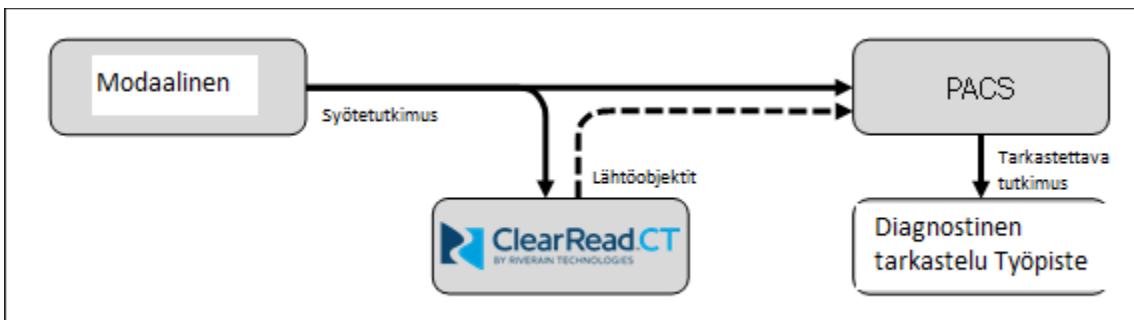 Modaalinen
Syötetutkimus
PACS
Lähtöobjektit
Tarkastettava
tutkimus
ClearRead.CT
BY RIVERAIN TECHNOLOGIES
Diagnostinen
tarkastelu Työpiste